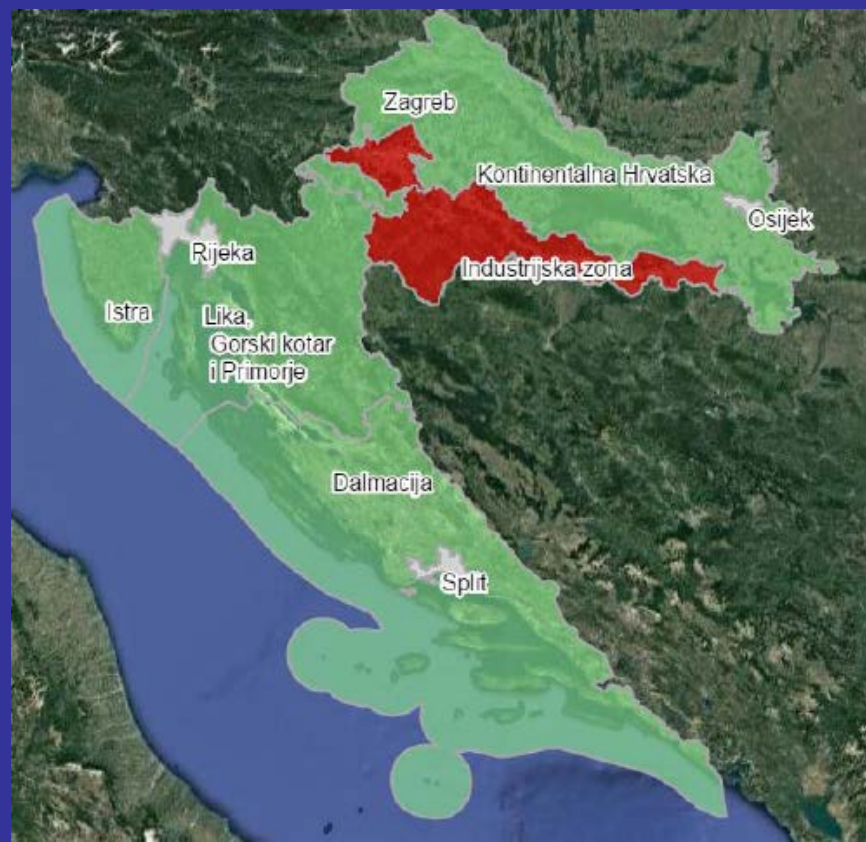 Zagreb
Kontinentalna Hrvatska
Osijek
Rijeka
Industrijska zona
Istra
Lika,
Gorski kotar
i Primorje
Dalmacija
Split